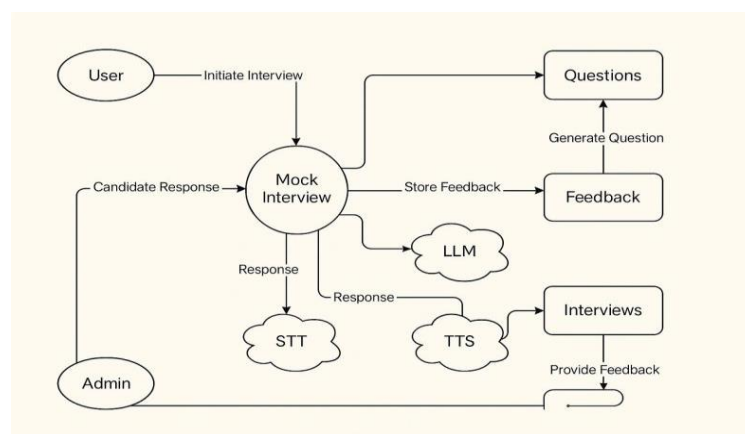 User
Initiate Interview
Questions
Generate Question
Candidate Response
Mock
Interview
Store Feedback
Feedback
LLM
Response
Response
Interviews
STT
TTS
Provide Feedback
Admin